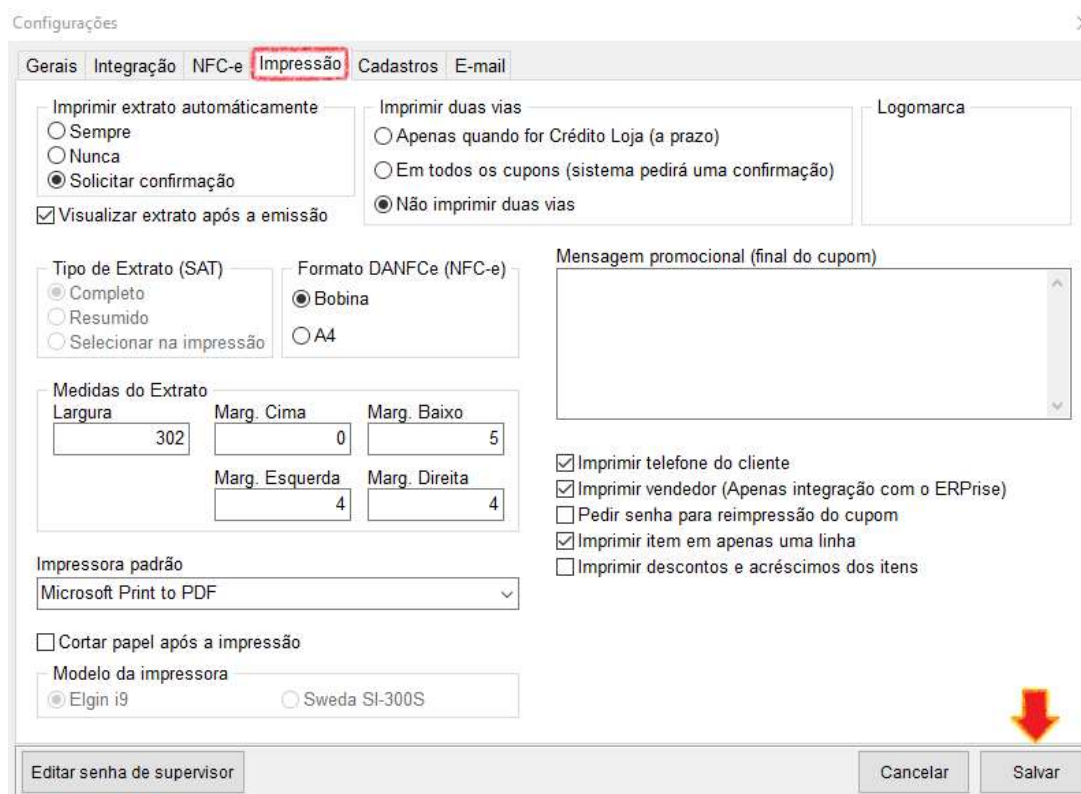 Configurações
Gerais Integração NFC-e Impressão Cadastros E-mail
Imprimir extrato automáticamente
Sempre
Nunca
Solicitar confirmação
Visualizar extrato após a emissão
Imprimir duas vias
Apenas quando for Crédito Loja (a prazo)
Em todos os cupons (sistema pedirá uma confirmação)
Não imprimir duas vias
Logomarca
Tipo de Extrato (SAT)
Completo
Resumido
Selecionar na impressão
Formato DANFCe (NFC-e)
Bobina
A4
Mensagem promocional (final do cupom)
Medidas do Extrato
Largura Marg. Cima Marg. Baixo
302 0 5
Marg. Esquerda Marg. Direita
4 4
Imprimir telefone do cliente
Imprimir vendedor (Apenas integração com o ERPrise)
Pedir senha para reimpressão do cupom
Imprimir item em apenas uma linha
Imprimir descontos e acréscimos dos itens
Impressora padrão
Microsoft Print to PDF
Cortar papel após a impressão
Modelo da impressora
Elgin i9 Sweda SI-300S
Editar senha de supervisor Cancelar Salvar